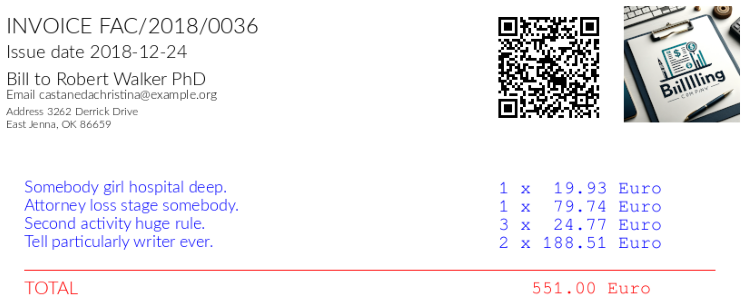 INVOICE FAC/2018/0036
Issue date 2018-12-24
Bill to Robert Walker PhD
Email castanedachristina@example.org
Address 3262 Derrick Drive
East Jenna, OK 86659
Billlling
Somebody girl hospital deep. 1 x 19.93 Euro
Attorney loss stage somebody. 1 x 79.74 Euro
Second activity huge rule. 3 x 24.77 Euro
Tell particularly writer ever. 2 x 188.51 Euro
TOTAL 551.00 Euro